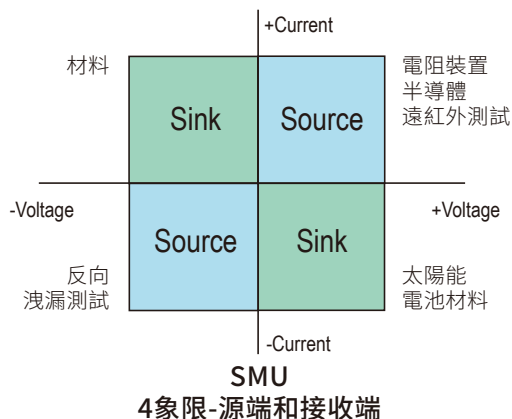 +Current
材料
電阻裝置
半導體
遠紅外測試
Sink
Source
-Voltage
+Voltage
Source
Sink
反向
洩漏測試
太陽能
電池材料
-Current
SMU
4象限-源端和接收端